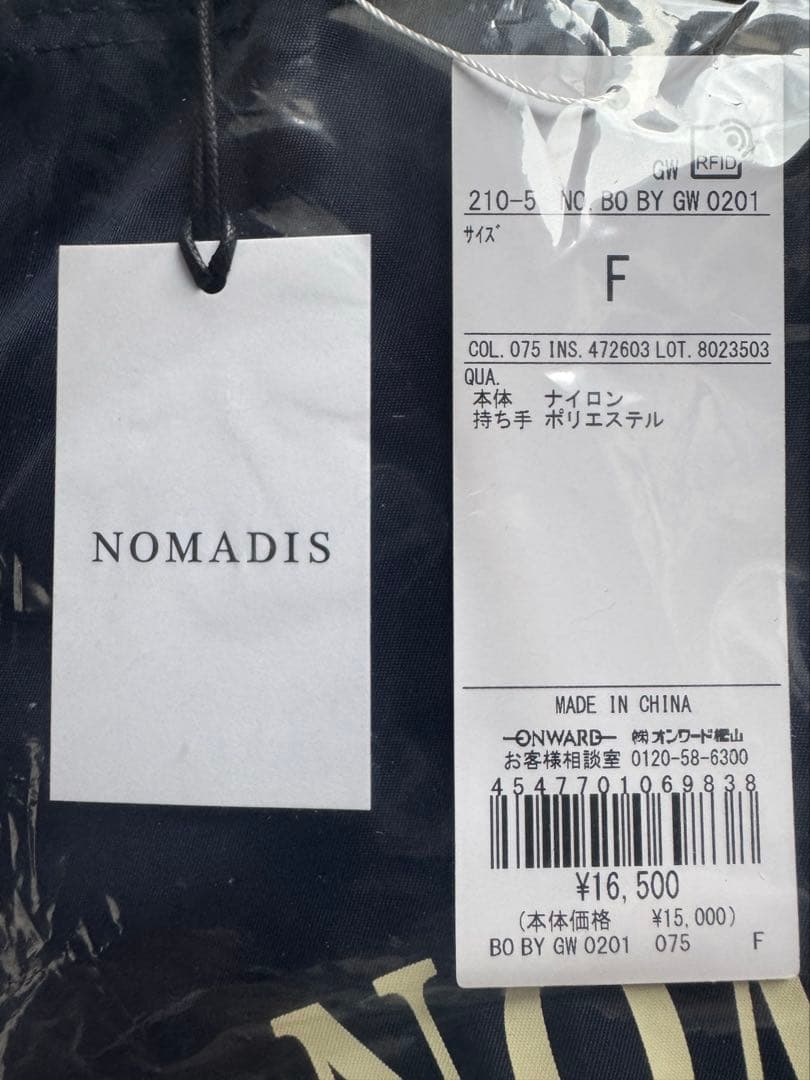 NOMADIS
GW RFID
210-5 NO. BO BY GW 0201
サイズ
F
COL. 075 INS. 472603 LOT. 8023503
QUA.
本体 ナイロン
持ち手 ポリエステル
MADE IN CHINA
ONWARD ㈱オンワード樫山
お客様相談室 0120-58-6300
4547701069838
¥16,500
(本体価格 ¥15,000)
BO BY GW 0201 075 F